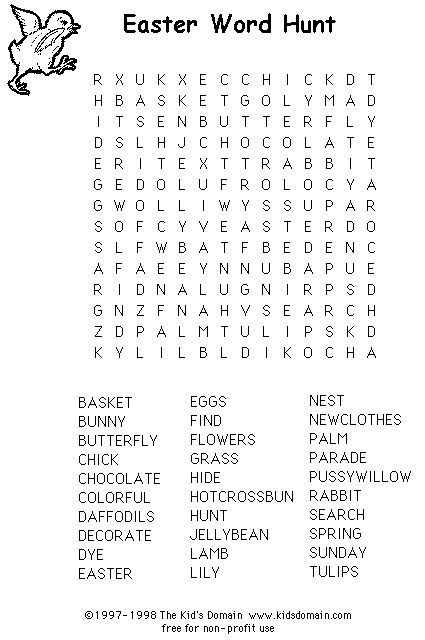 Easter Word Hunt
R X U K X E C C H I C K D T
H B A S K E T G O L Y M A D
I T S E N B U T T E R F L Y
D S L H J C H O C O L A T E
E R I T E X T T R A B B I T
G E D O L U F R O L O C Y A
G W O L L I W Y S S U P A R
S O F C Y V E A S T E R D O
S L F W B A T F B E D E N C
A F A E E Y N N U B A P U E
R I D N A L U G N I R P S D
G N Z F N A H V S E A R C H
Z D P A L M T U L I P S K D
K Y L I L B L D I K O C H A
BASKET EGGS NEST
BUNNY FIND NEWCLOTHES
BUTTERFLY FLOWERS PALM
CHICK GRASS PARADE
CHOCOLATE HIDE PUSSYWILLOW
COLORFUL HOTCROSSBUN RABBIT
DAFFODILS HUNT SEARCH
DECORATE JELLYBEAN SPRING
DYE LAMB SUNDAY
EASTER LILY TULIPS
©1997-1998 The Kid's Domain www.kidsdomain.com
free for non-profit use